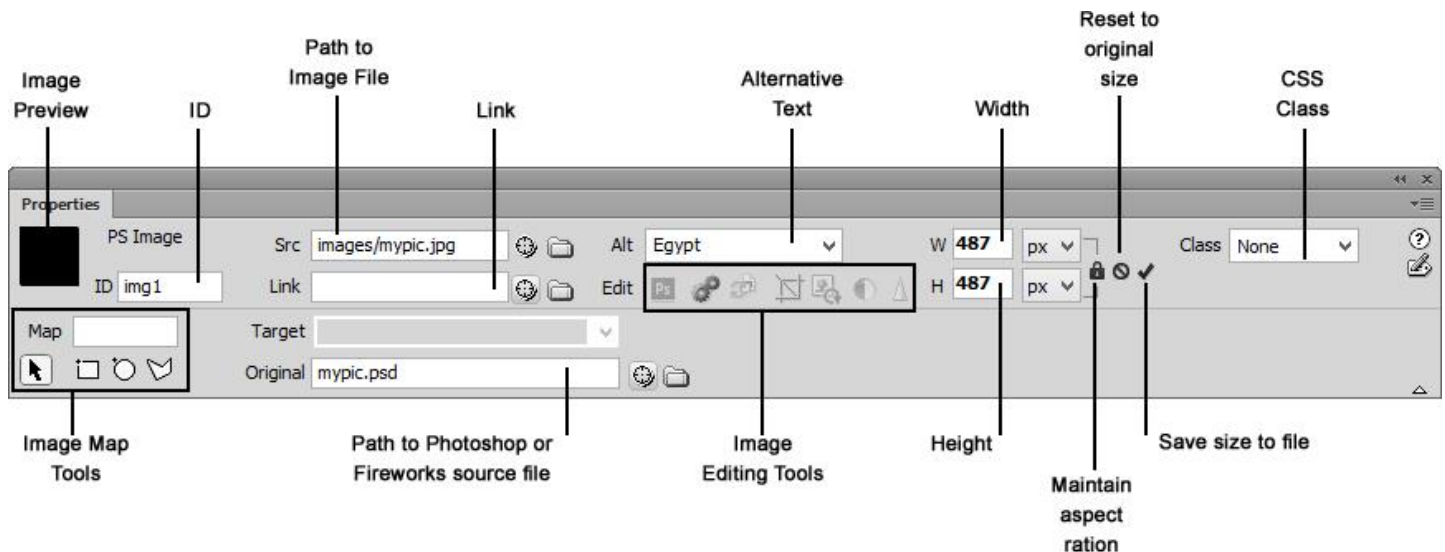 Reset to
original
size
Path to
Image File
Image
Preview
ID
Link
Alternative
Text
Width
CSS
Class
Properties
PS Image
Src images/mypic.jpg
Alt Egypt
W 487 px
Class None
ID img1
Link
Edit Ps
H 487 px
Map
Target
Original mypic.psd
Image Map
Tools
Path to Photoshop or
Fireworks source file
Image
Editing Tools
Height
Save size to file
Maintain
aspect
ration